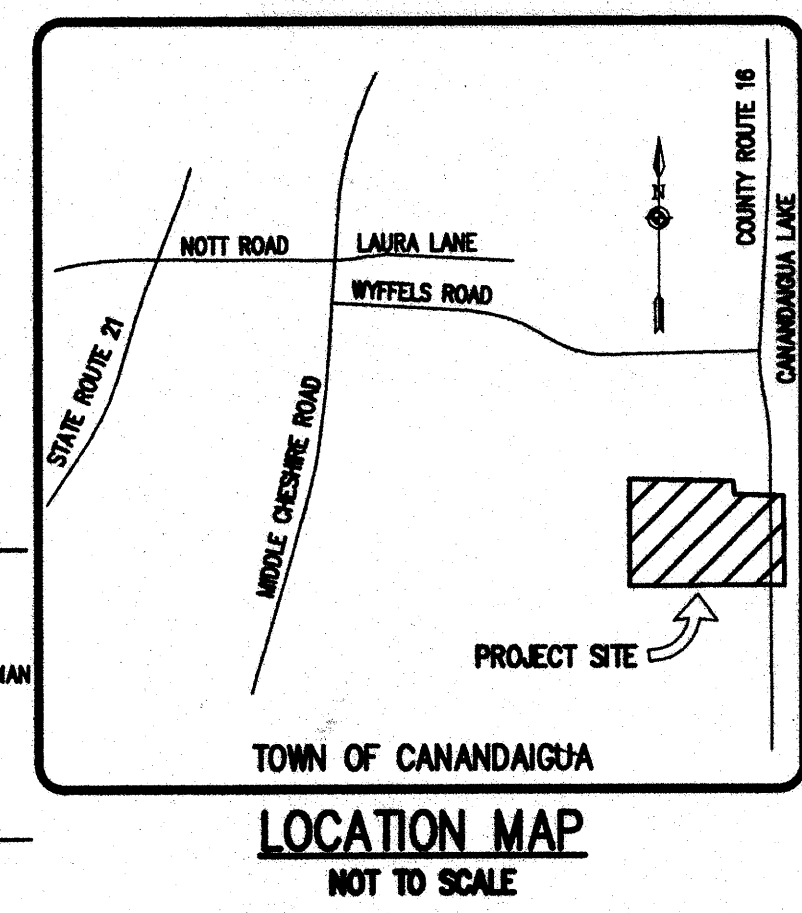 COUNTY ROUTE 16
N
CANANDAIGUA LAKE
NOTT ROAD
LAURA LANE
WYFFELS ROAD
STATE ROUTE 21
MIDDLE CHESHIRE ROAD
PROJECT SITE
TOWN OF CANANDAIGUA
LOCATION MAP
NOT TO SCALE